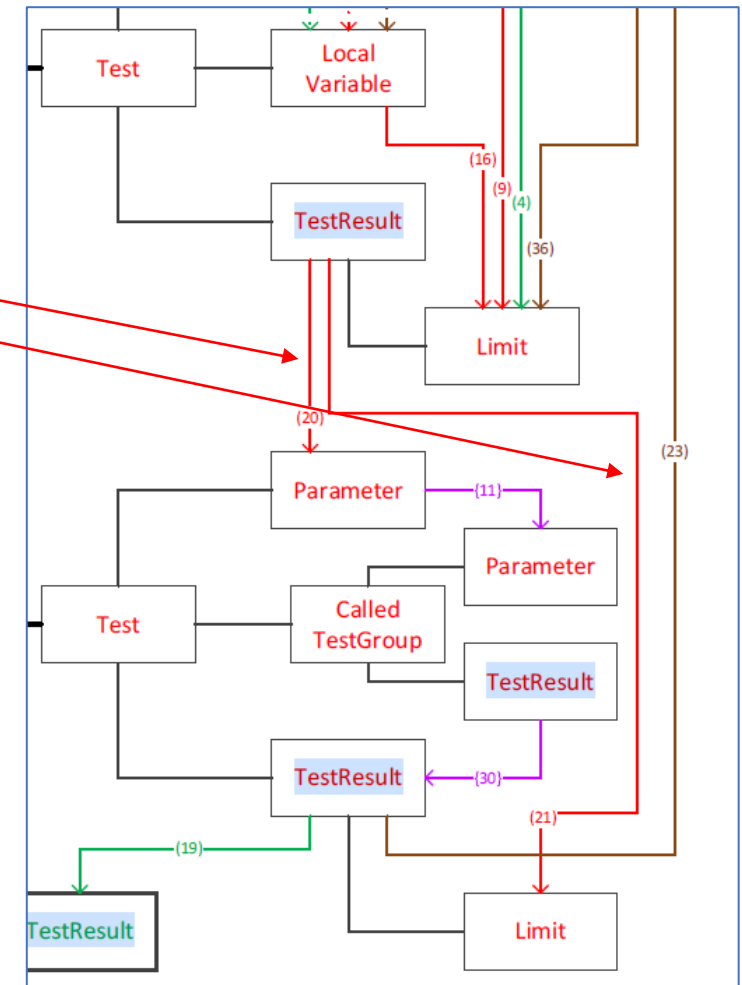 Test
Local
Variable
(16)
(9)
(4)
TestResult
(36)
Limit
(20)
(23)
Parameter
{11}
Parameter
Test
Called
TestGroup
TestResult
TestResult
{30}
(21)
(19)
TestResult
Limit